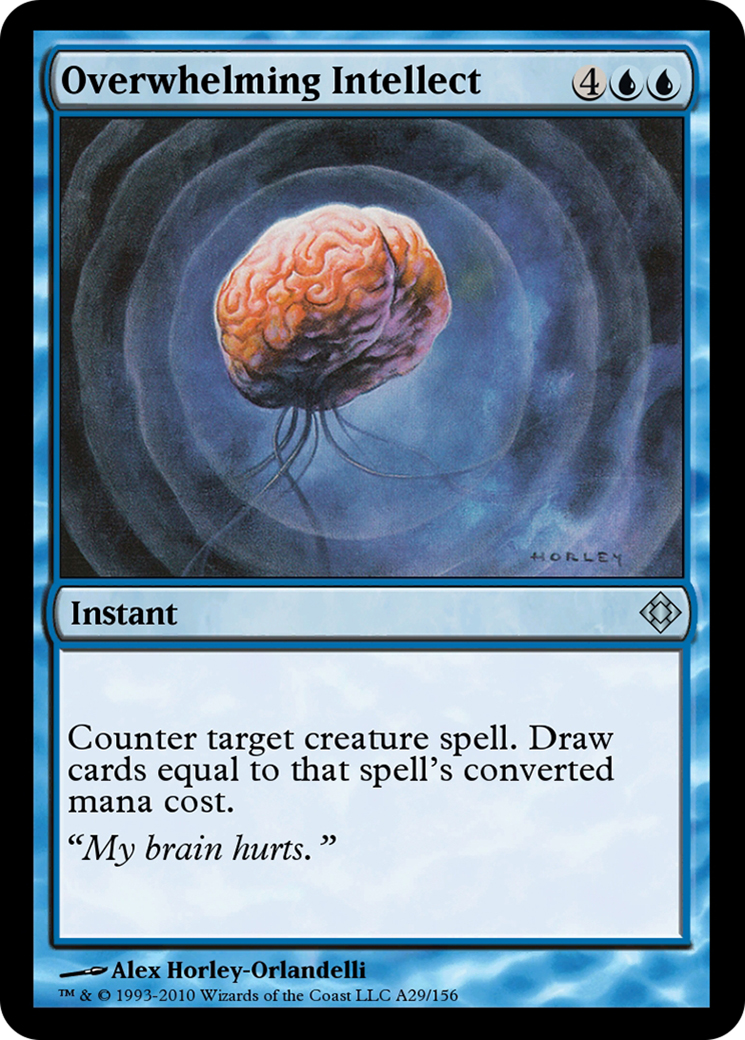 Overwhelming Intellect 4
HORLEY
Instant
Counter target creature spell. Draw
cards equal to that spell's converted
mana cost.
“My brain hurts. ”
Alex Horley-Orlandelli
™ & © 1993-2010 Wizards of the Coast LLC A29/156